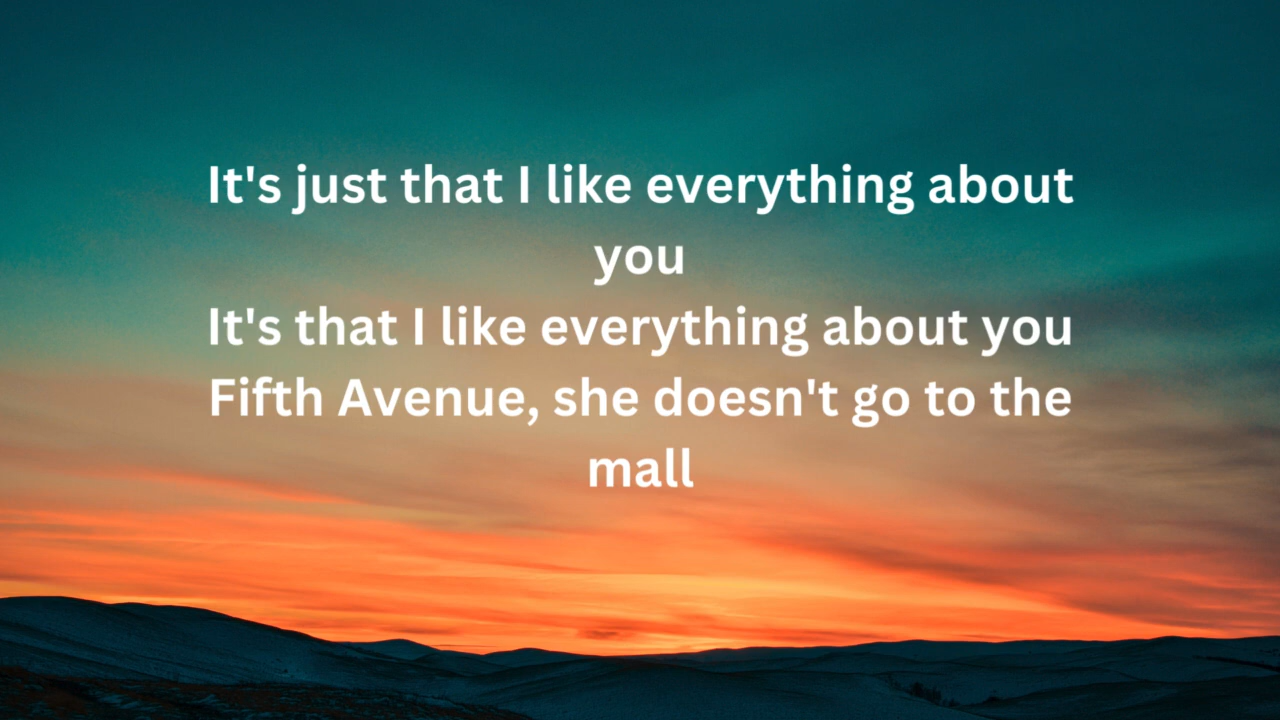 It's just that I like everything about
you
It's that I like everything about you
Fifth Avenue, she doesn't go to the
mall